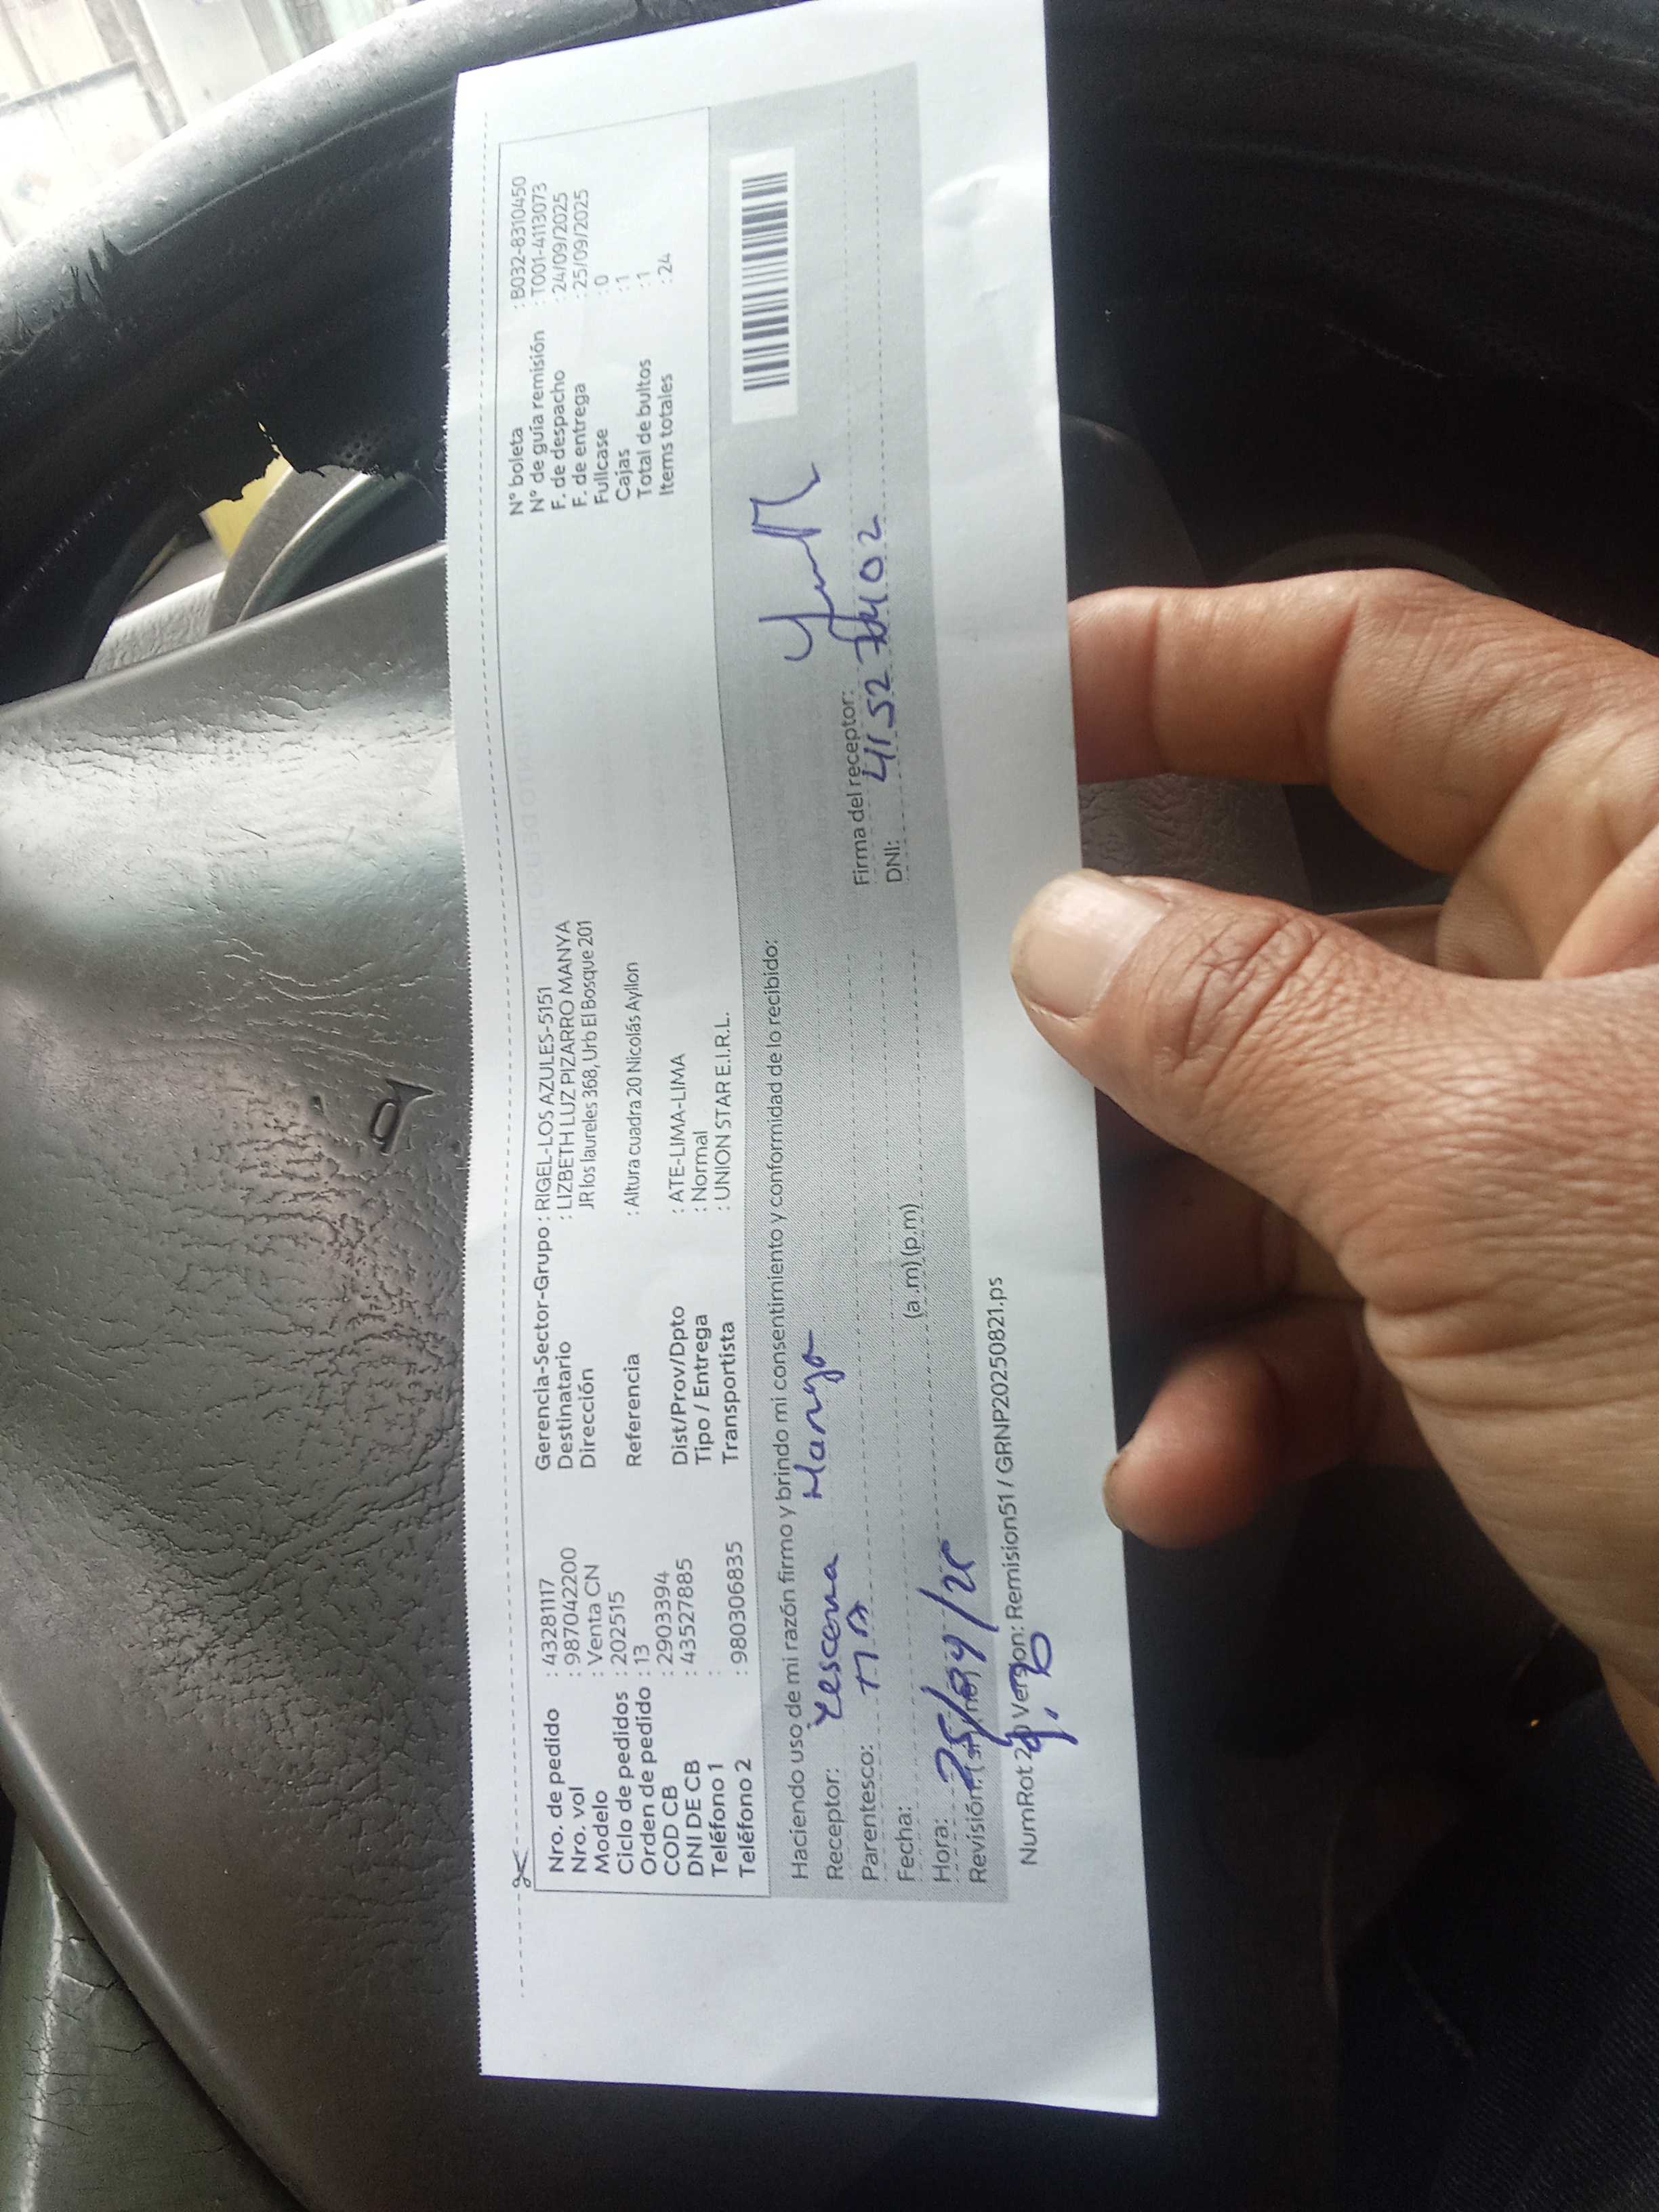 Nro. de pedido : 43281117
Nro. vol : 987042200
Modelo : Venta CN
Ciclo de pedidos : 202515
Orden de pedido : 13
COD CB : 2903394
DNI DE CB : 43527885
Teléfono 1 :
Teléfono 2 : 980306835
Gerencia-Sector-Grupo : RIGEL-LOS AZULES-5151
Destinatario : LIZBETH LUZ PIZARRO MANYA
Dirección JR los laureles 368, Urb El Bosque 201
Referencia : Altura cuadra 20 Nicolás Ayllon
Dist/Prov/Dpto : ATE-LIMA-LIMA
Tipo / Entrega : Normal
Transportista : UNION STAR E.I.R.L.
N° boleta : B032-8310450
N° de guía remisión : T001-4113073
F. de despacho : 24/09/2025
F. de entrega : 25/09/2025
Fullcase : 0
Cajas : 1
Total de bultos : 1
Items totales : 24
Haciendo uso de mi razón firmo y brindo mi consentimiento y conformidad de lo recibido:
Receptor: Yescena Manya
Parentesco:
Fecha:
Hora: (a.m)(p.m)
Firma del receptor:
DNI:
NumRot Version: Remision51 / GRNP20250821.ps